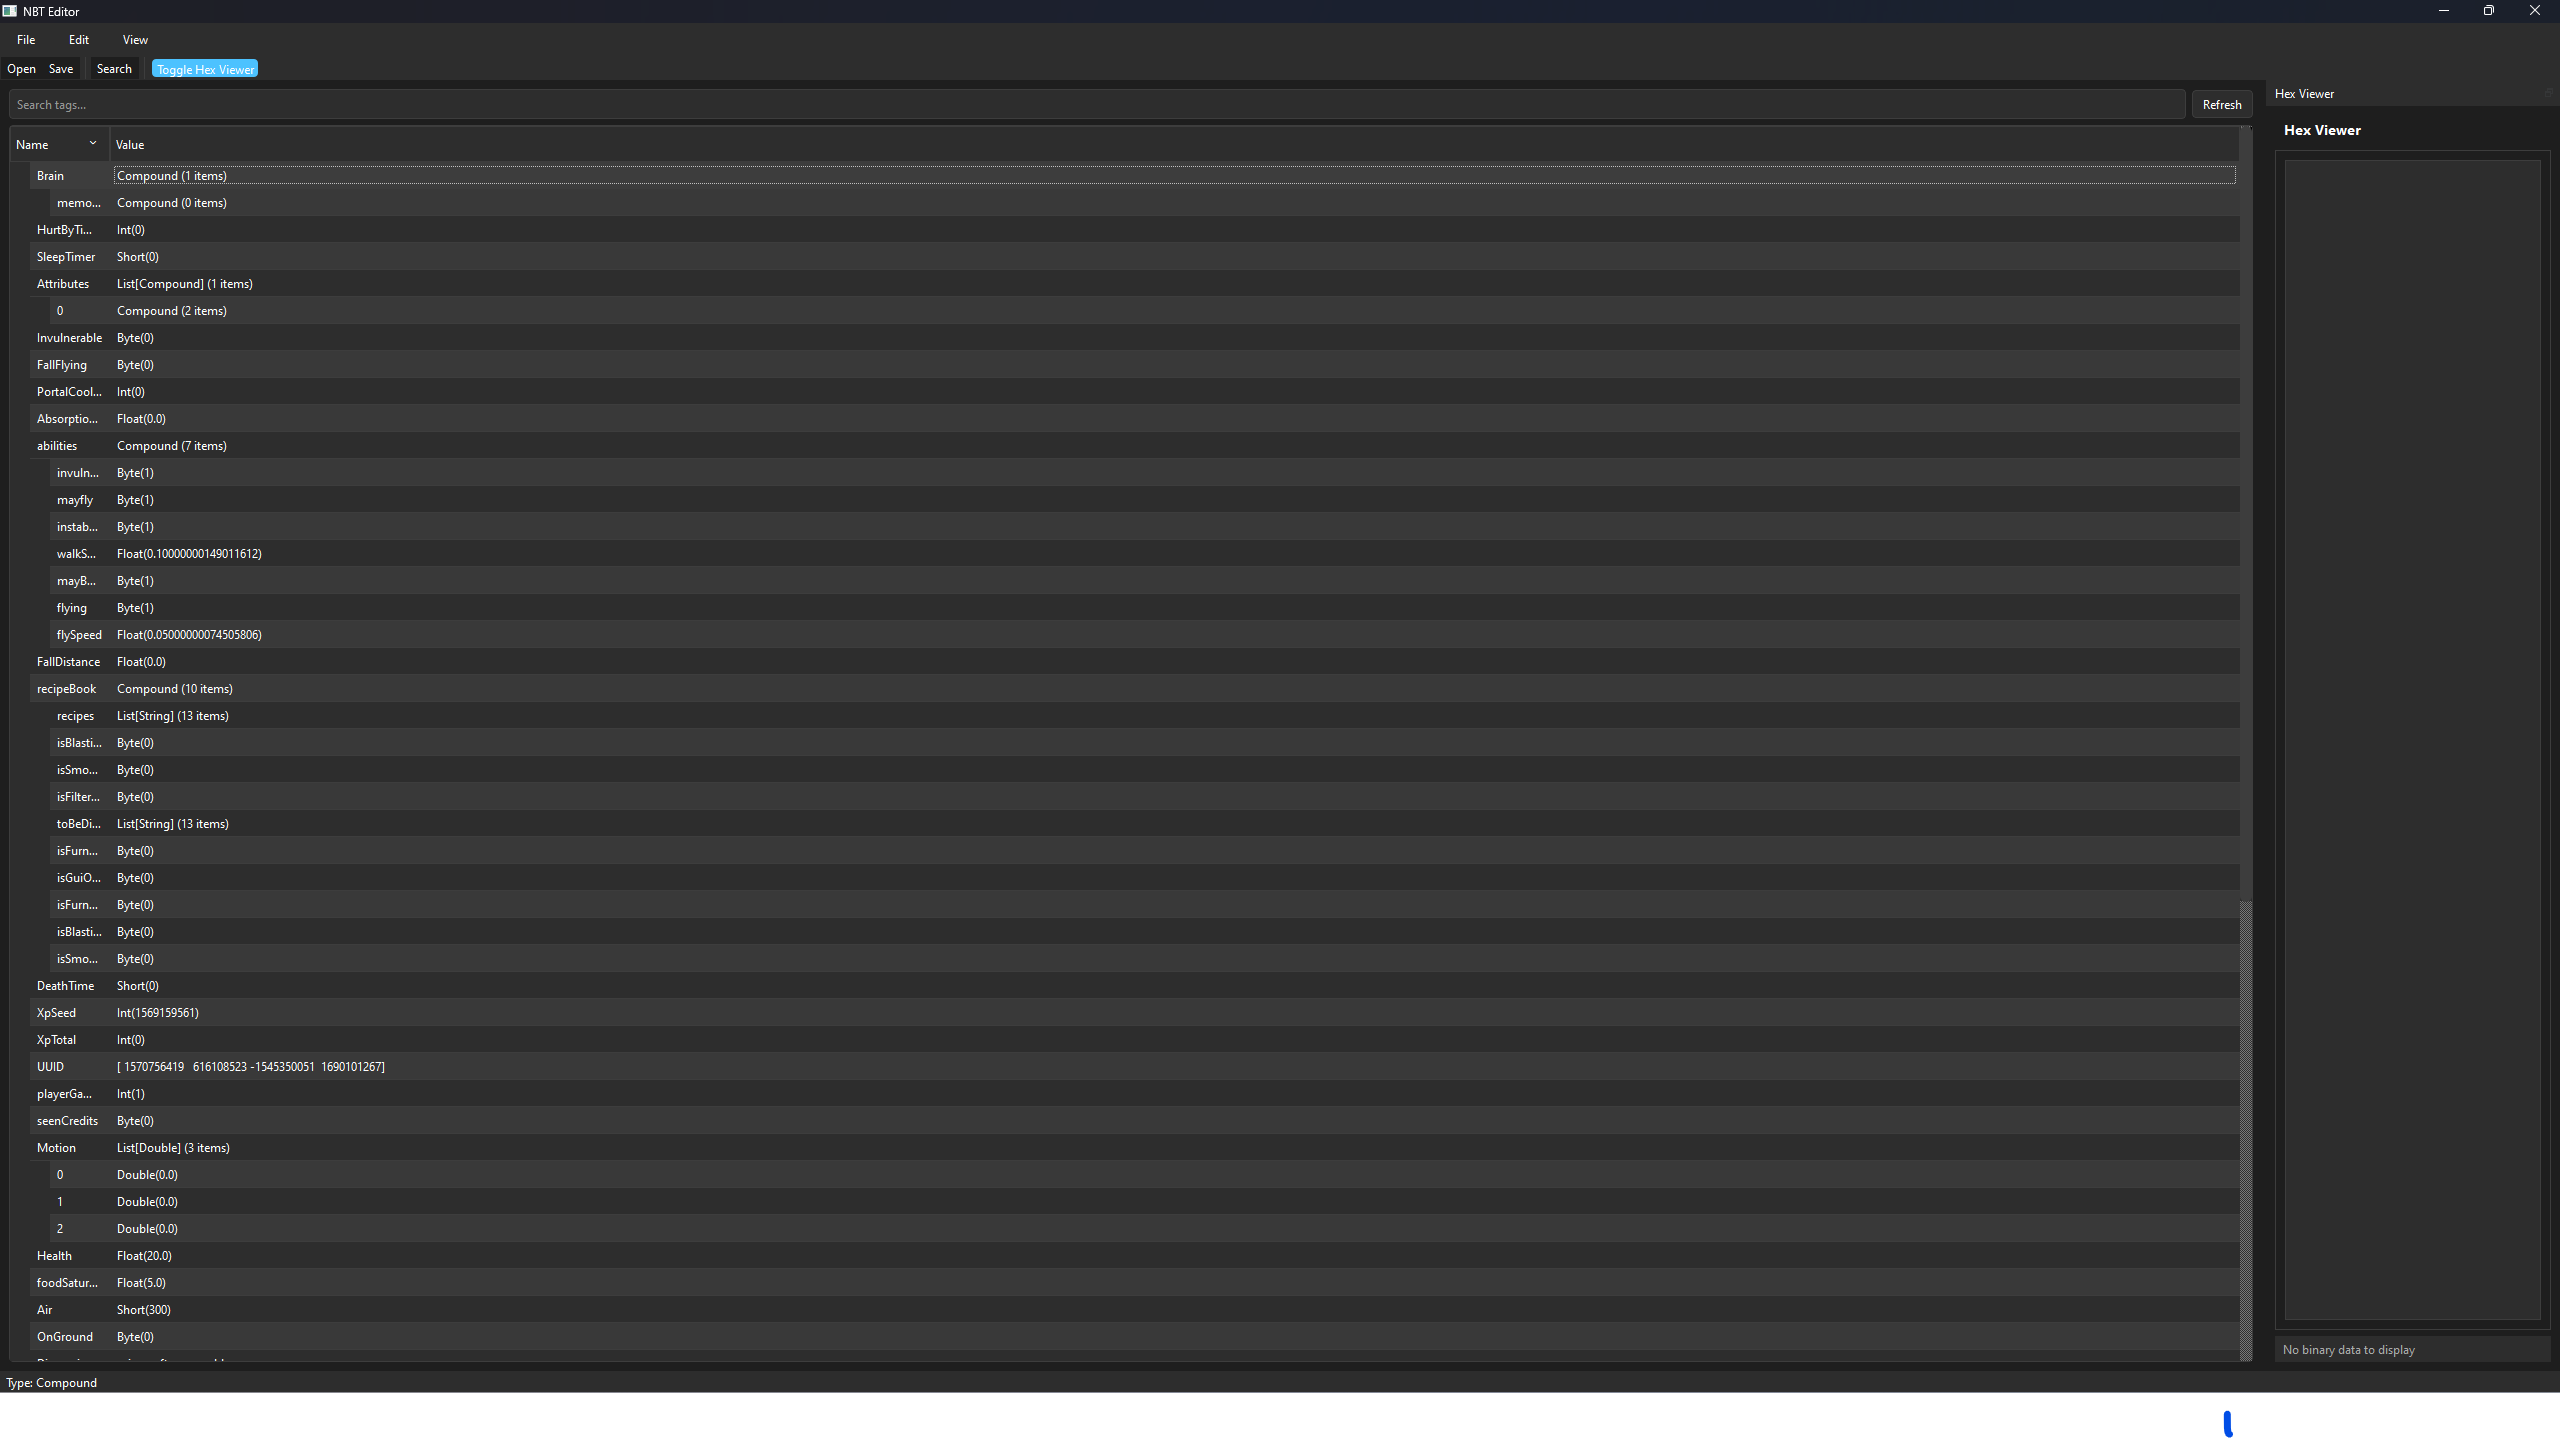 NBT Editor
File Edit View
Open Save Search Toggle Hex Viewer
Search tags... Refresh
Hex Viewer
Hex Viewer
Name Value
Brain Compound (1 items)
memo... Compound (0 items)
HurtByTi... Int(0)
SleepTimer Short(0)
Attributes List[Compound] (1 items)
0 Compound (2 items)
Invulnerable Byte(0)
FallFlying Byte(0)
PortalCool... Int(0)
Absorptio... Float(0.0)
abilities Compound (7 items)
invuln... Byte(1)
mayfly Byte(1)
instab... Byte(1)
walkS... Float(0.10000000149011612)
mayB... Byte(1)
flying Byte(1)
flySpeed Float(0.05000000074505806)
FallDistance Float(0.0)
recipeBook Compound (10 items)
recipes List[String] (13 items)
isBlasti... Byte(0)
isSmo... Byte(0)
isFilter... Byte(0)
toBeDi... List[String] (13 items)
isFurn... Byte(0)
isGuiO... Byte(0)
isFurn... Byte(0)
isBlasti... Byte(0)
isSmo... Byte(0)
DeathTime Short(0)
XpSeed Int(1569159561)
XpTotal Int(0)
UUID [ 1570756419 616108523 -1545350051 1690101267]
playerGa... Int(1)
seenCredits Byte(0)
Motion List[Double] (3 items)
0 Double(0.0)
1 Double(0.0)
2 Double(0.0)
Health Float(20.0)
foodSatur... Float(5.0)
Air Short(300)
OnGround Byte(0)
No binary data to display
Type: Compound